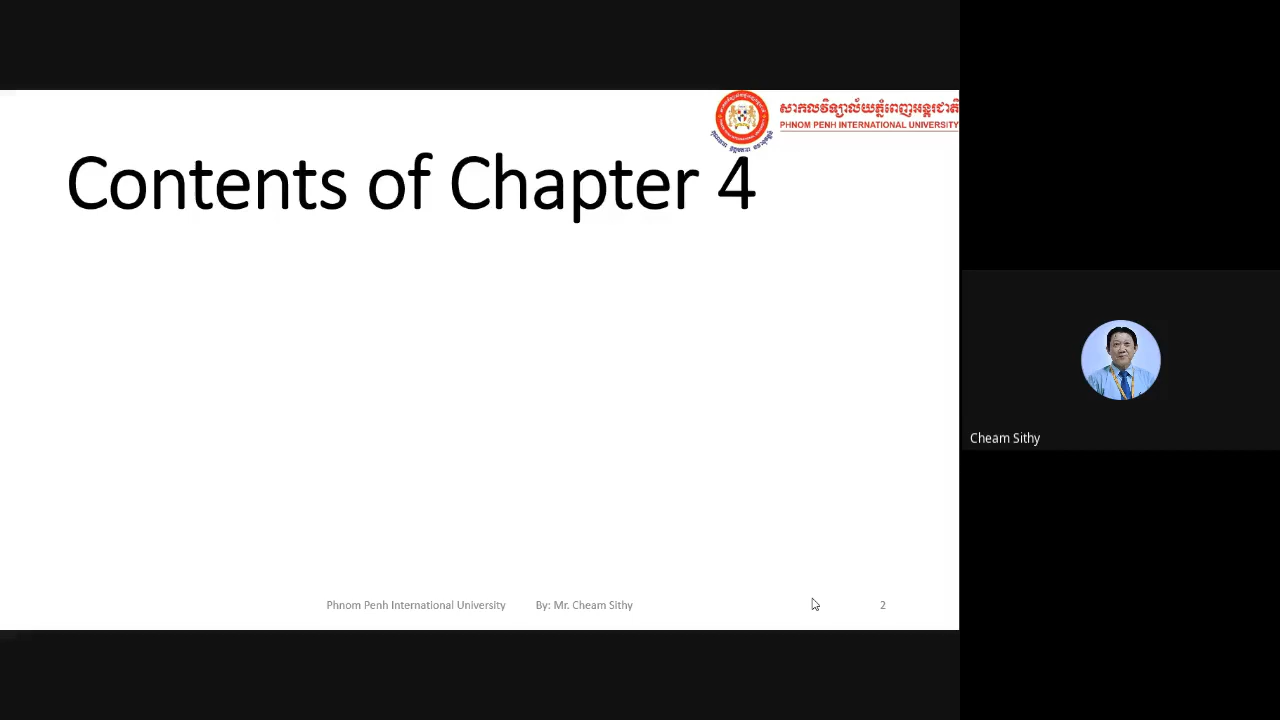 សាកលវិទ្យាល័យភ្នំពេញអន្តរជាតិ
PHNOM PENH INTERNATIONAL UNIVERSITY
Contents of Chapter 4
Cheam Sithy
Phnom Penh International University By: Mr. Cheam Sithy 2